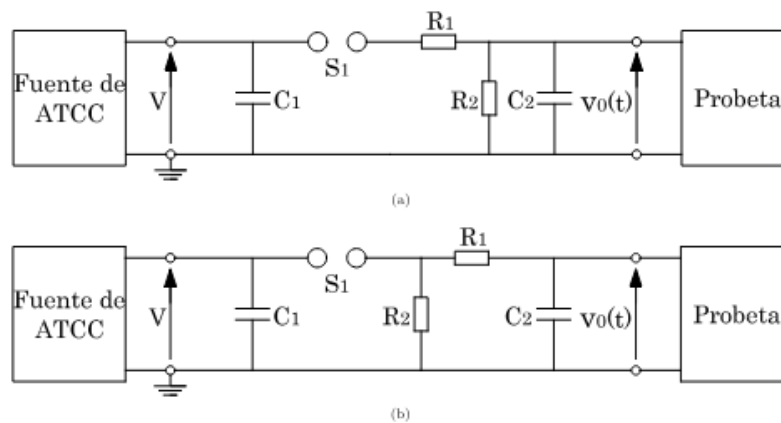 Fuente de
ATCC
V
C1
S1
R1
R2
C2
v0(t)
Probeta
(a)
Fuente de
ATCC
V
C1
S1
R2
R1
C2
v0(t)
Probeta
(b)